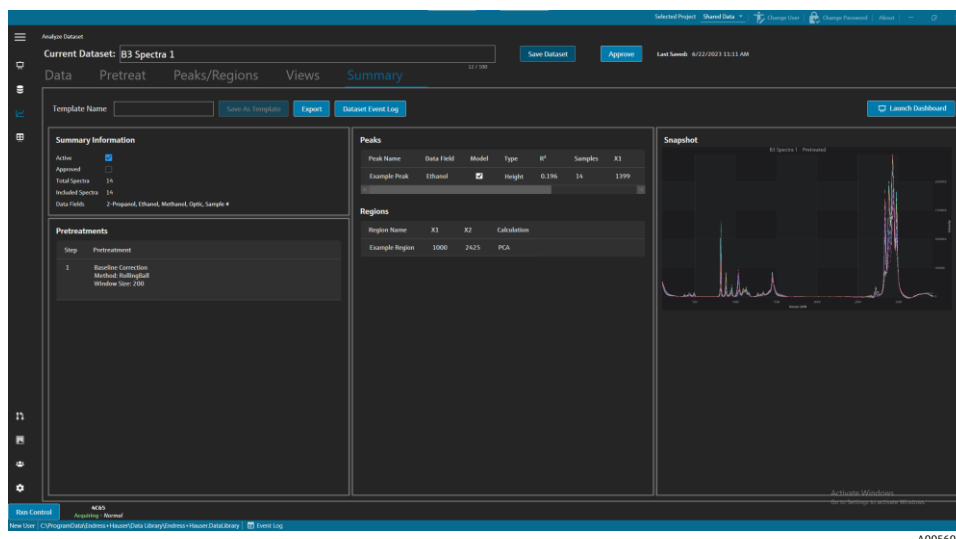 Selected Project Shared Data Change User Change Password About
Analyze Dataset
Current Dataset: B3 Spectra 1 Save Dataset Approve Last Saved: 6/22/2023 11:11 AM
12 / 100
Data Pretreat Peaks/Regions Views Summary
Template Name Save As Template Export Dataset Event Log Launch Dashboard
Summary Information
Active
Approved
Total Spectra 14
Included Spectra 14
Data Fields 2-Propanol, Ethanol, Methanol, Optic, Sample #
Pretreatments
Step Pretreatment
1 Baseline Correction
Method: RollingBall
Window Size: 200
Peaks
Peak Name Data Field Model Type R² Samples X1
Example Peak Ethanol Height 0.196 14 1399
Regions
Region Name X1 X2 Calculation
Example Region 1000 2425 PCA
Snapshot
B3 Spectra 1 - Pretreated
Activate Windows
Go to Settings to activate Windows.
Run Control
4C65
Acquiring - Normal
New User C:\ProgramData\Endress+Hauser\Data Library\Endress+Hauser.DataLibrary Event Log
A00560